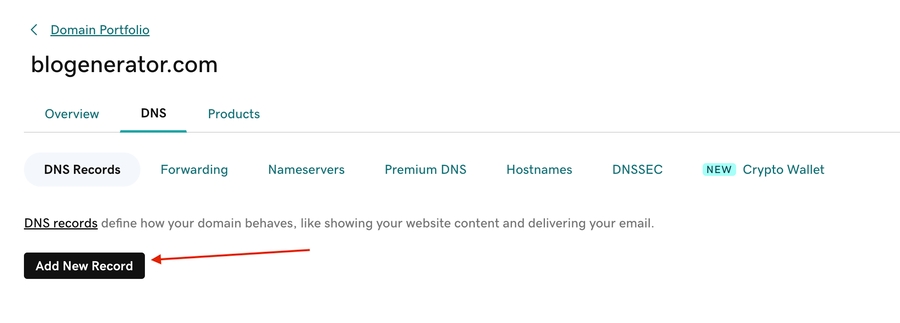 Domain Portfolio
blogenerator.com
Overview DNS Products
DNS Records Forwarding Nameservers Premium DNS Hostnames DNSSEC NEW Crypto Wallet
DNS records define how your domain behaves, like showing your website content and delivering your email.
Add New Record